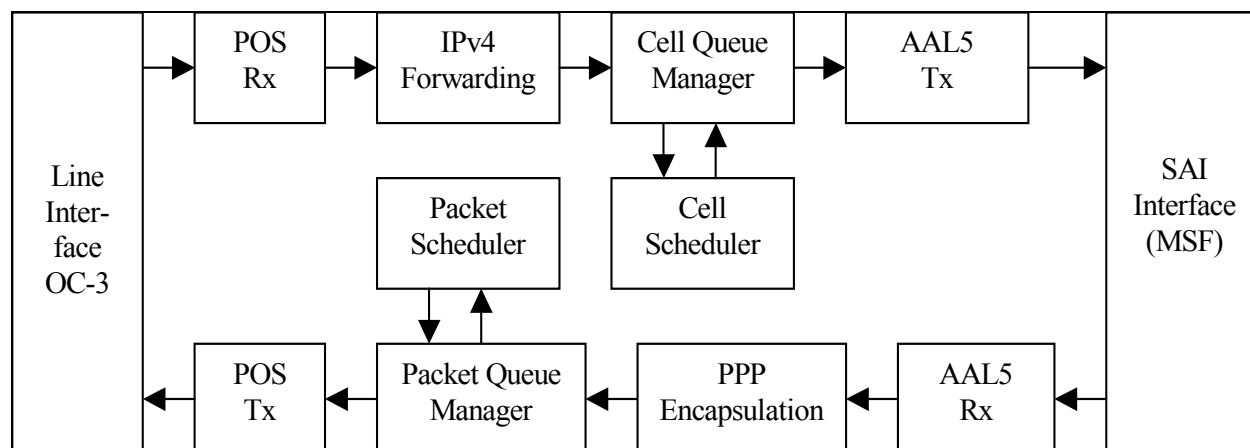 POS
Rx
IPv4
Forwarding
Cell Queue
Manager
AAL5
Tx
Line
Inter-
face
OC-3
Packet
Scheduler
Cell
Scheduler
SAI
Interface
(MSF)
POS
Tx
Packet Queue
Manager
PPP
Encapsulation
AAL5
Rx